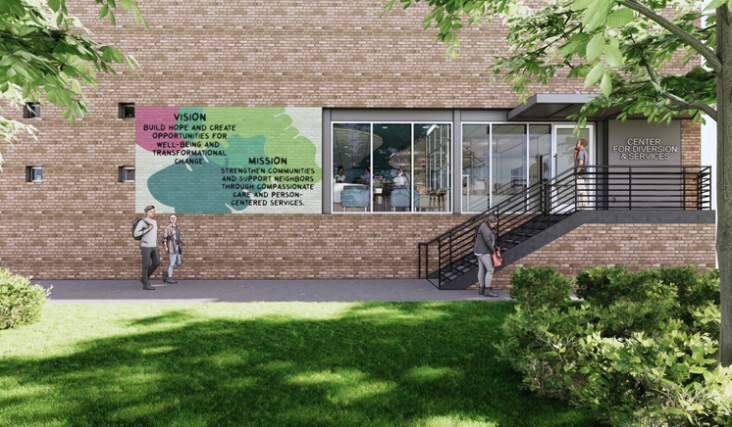 VISION
BUILD HOPE AND CREATE
OPPORTUNITIES FOR
WELL-BEING AND
TRANSFORMATIONAL
CHANGE
MISSION
STRENGTHEN COMMUNITIES
AND SUPPORT NEIGHBORS
THROUGH COMPASSIONATE
CARE AND PERSON-
CENTERED SERVICES.
CENTER
FOR DIVERSION
& SERVICES